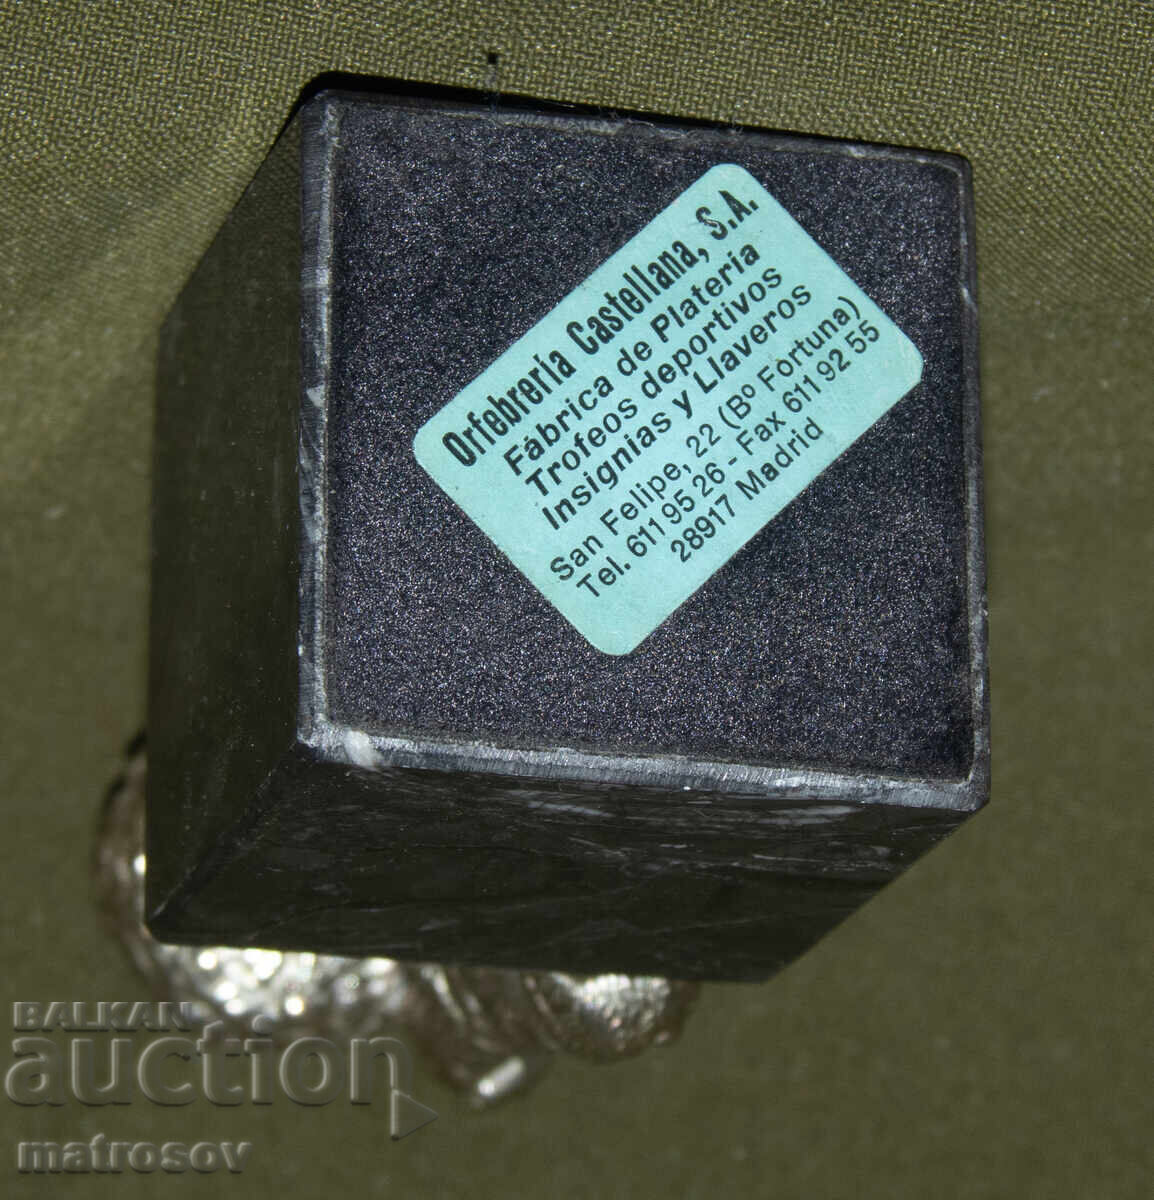 Orfebrería Castellana, S.A.
Fábrica de Platería
Trofeos deportivos
Insignias y Llaveros
San Felipe, 22 (Bº Fortuna)
Tel. 611 95 26 - Fax 611 92 55
28917 Madrid
BALKAN
auction
matrosov